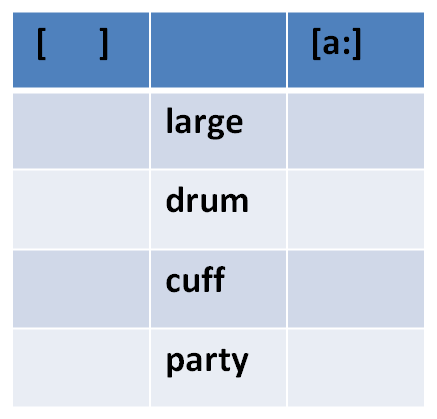 [ ] [a:]
large
drum
cuff
party